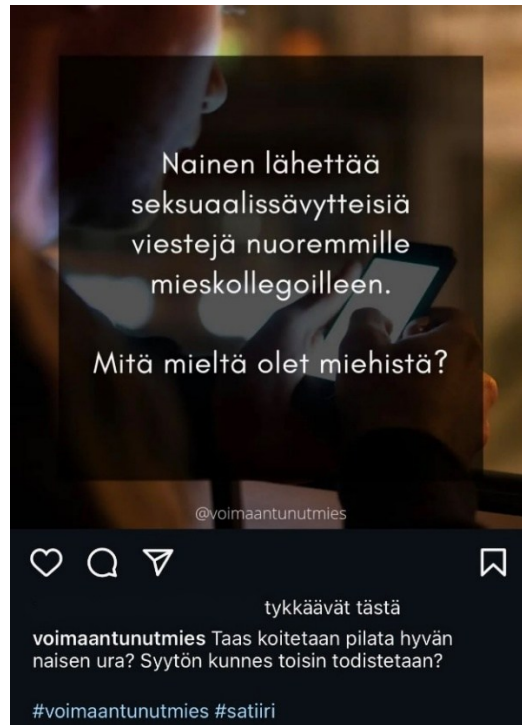 Nainen lähettää
seksuaalissävytteisiä
viestejä nuoremmille
mieskollegoilleen.
Mitä mieltä olet miehistä?
@voimaantunutmies
tykkäävät tästä
voimaantunutmies Taas koitetaan pilata hyvän
naisen ura? Syytön kunnes toisin todistetaan?
#voimaantunutmies #satiiri